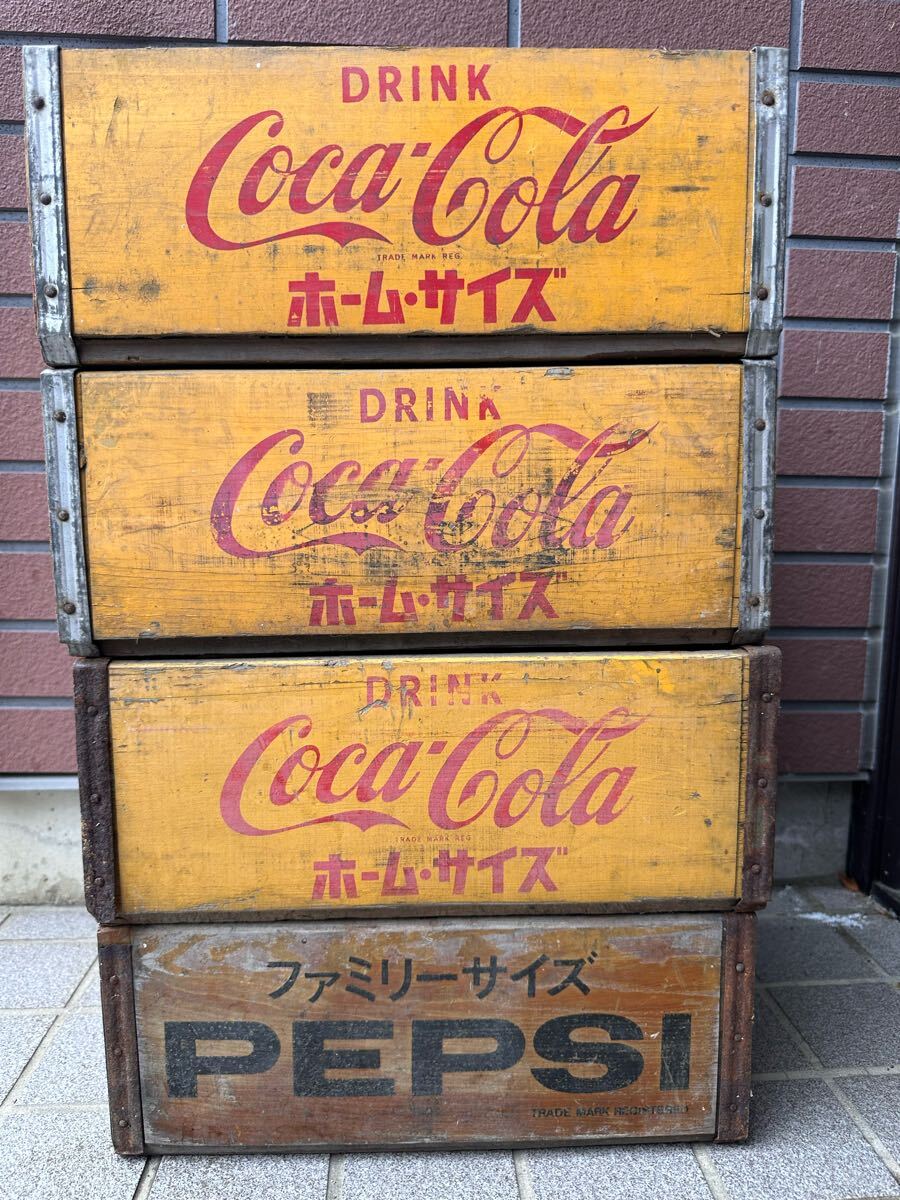 DRINK
Coca-Cola
TRADE MARK REG.
ホーム・サイズ
DRINK
Coca-Cola
ホーム・サイズ
DRINK
Coca-Cola
TRADE MARK REG.
ホーム・サイズ
ファミリーサイズ
PEPSI
TRADE MARK REGISTERED